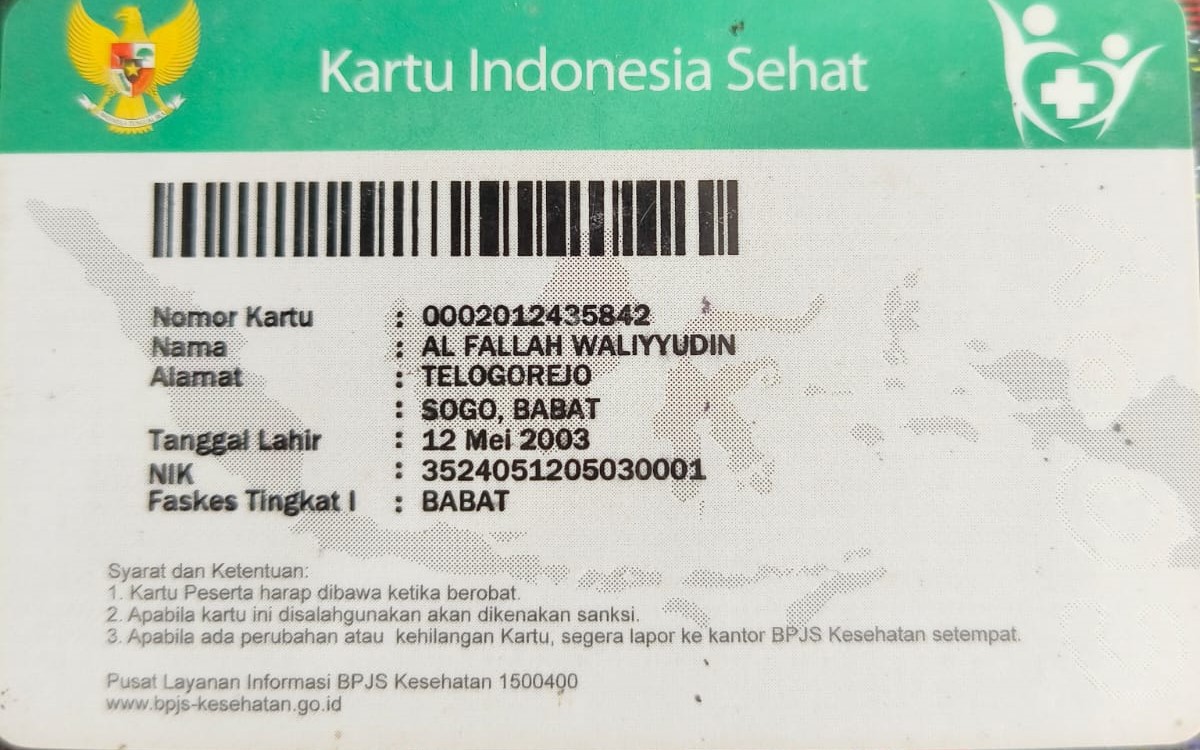 Kartu Indonesia Sehat
Nomor Kartu : 0002012435842
Nama : AL FALLAH WALIYYUDIN
Alamat : TELOGOREJO
: SOGO, BABAT
Tanggal Lahir : 12 Mei 2003
NIK : 3524051205030001
Faskes Tingkat I : BABAT
Syarat dan Ketentuan:
1. Kartu Peserta harap dibawa ketika berobat.
2. Apabila kartu ini disalahgunakan akan dikenakan sanksi.
3. Apabila ada perubahan atau kehilangan Kartu, segera lapor ke kantor BPJS Kesehatan setempat.
Pusat Layanan Informasi BPJS Kesehatan 1500400
www.bpjs-kesehatan.go.id